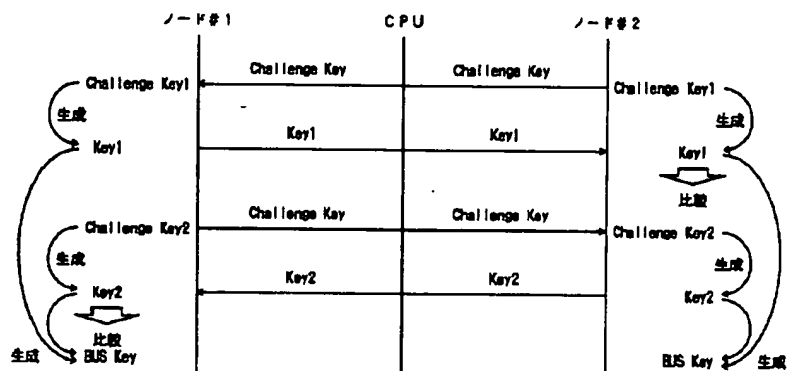 ノード#1 CPU ノード#2
Challenge Key Challenge Key
Challenge Key1 Challenge Key1
生成 生成
Key1 Key1 Key1 Key1
比較
Challenge Key Challenge Key
Challenge Key2 Challenge Key2
生成 生成
Key2 Key2
Key2 Key2
比較
生成 BUS Key BUS Key 生成